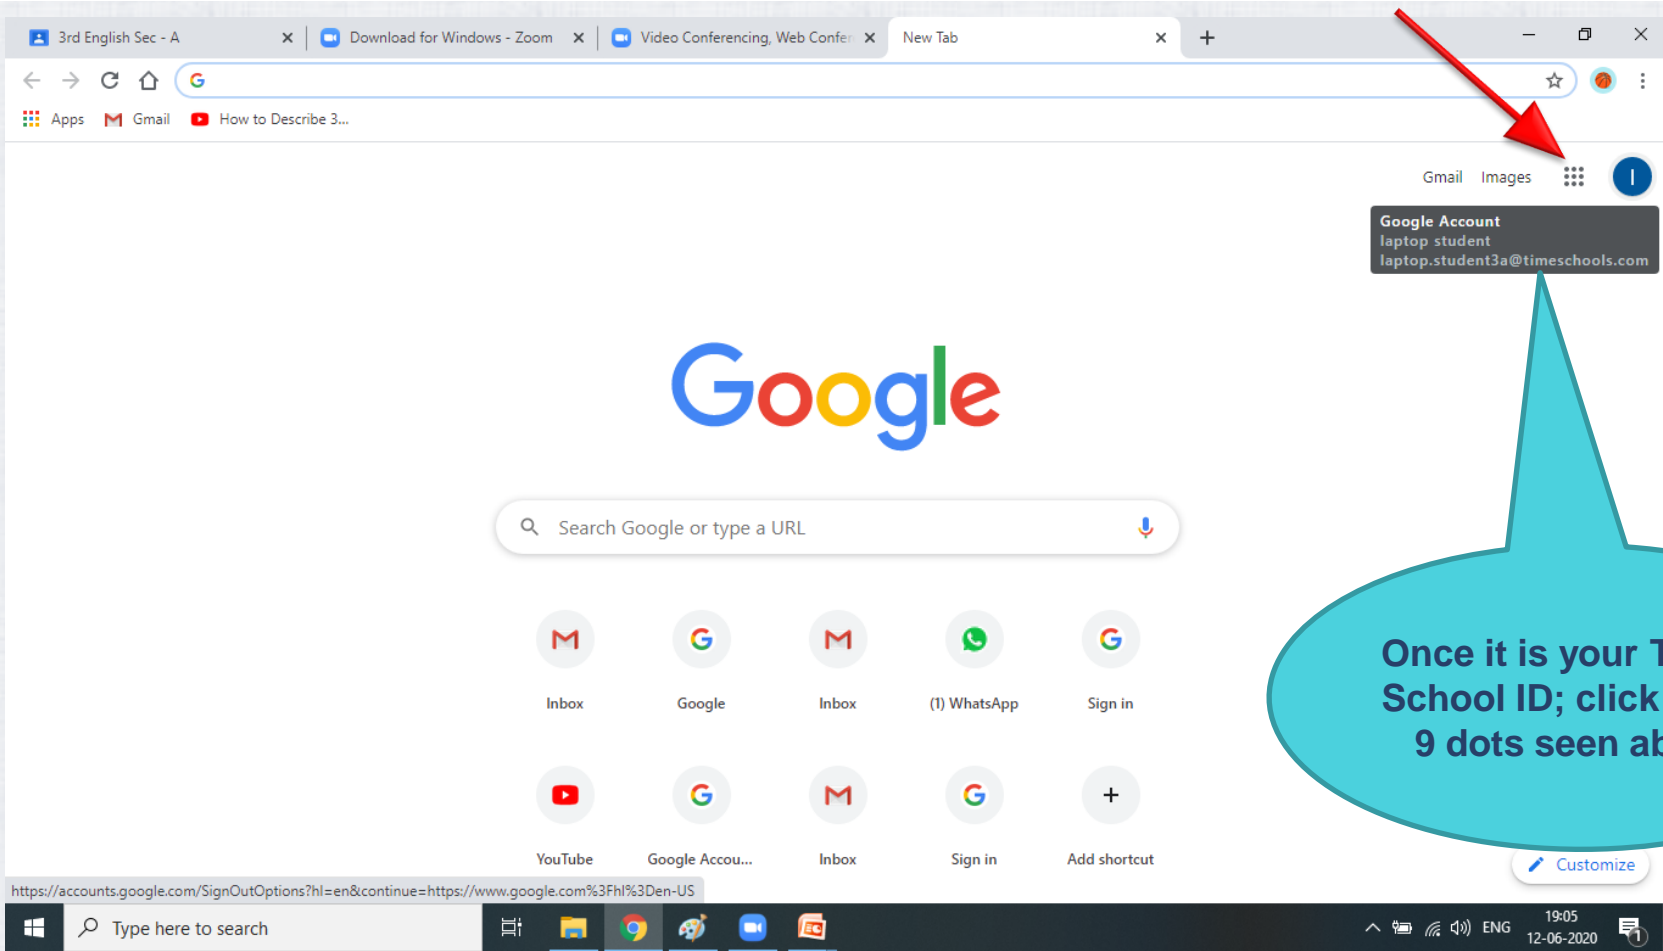 3rd English Sec - A
Download for Windows - Zoom
Video Conferencing, Web Confer
New Tab
Apps
Gmail
How to Describe 3...
Gmail Images
I
Google Account
laptop student
laptop.student3a@timeschools.com
Google
Search Google or type a URL
Inbox Google Inbox (1) WhatsApp Sign in
YouTube Google Accou... Inbox Sign in Add shortcut
Once it is your
School ID; click
9 dots seen
Customize
https://accounts.google.com/SignOutOptions?hl=en&continue=https://www.google.com%3Fhl%3Den-US
Type here to search
ENG
19:05
12-06-2020
1